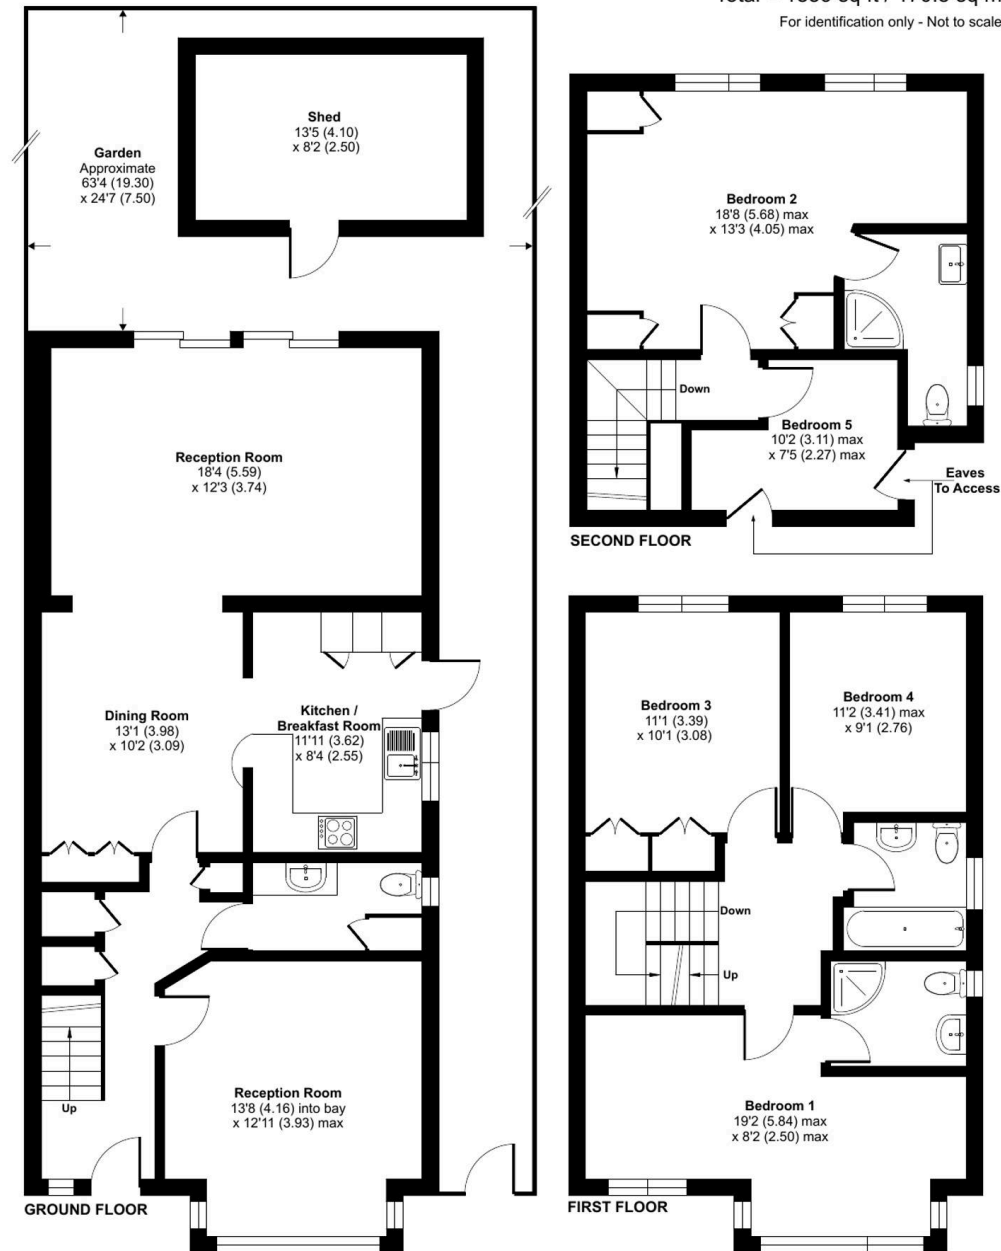 For identification only - Not to scale
Shed
13'5 (4.10)
x 8'2 (2.50)
Garden
Approximate
63'4 (19.30)
x 24'7 (7.50)
Bedroom 2
18'8 (5.68) max
x 13'3 (4.05) max
Down
Bedroom 5
10'2 (3.11) max
x 7'5 (2.27) max
Eaves
To Access
SECOND FLOOR
Reception Room
18'4 (5.59)
x 12'3 (3.74)
Dining Room
13'1 (3.98)
x 10'2 (3.09)
Kitchen /
Breakfast Room
11'11 (3.62)
x 8'4 (2.55)
Up
Reception Room
13'8 (4.16) into bay
x 12'11 (3.93) max
GROUND FLOOR
Bedroom 3
11'1 (3.39)
x 10'1 (3.08)
Bedroom 4
11'2 (3.41) max
x 9'1 (2.76)
Down
Up
Bedroom 1
19'2 (5.84) max
x 8'2 (2.50) max
FIRST FLOOR